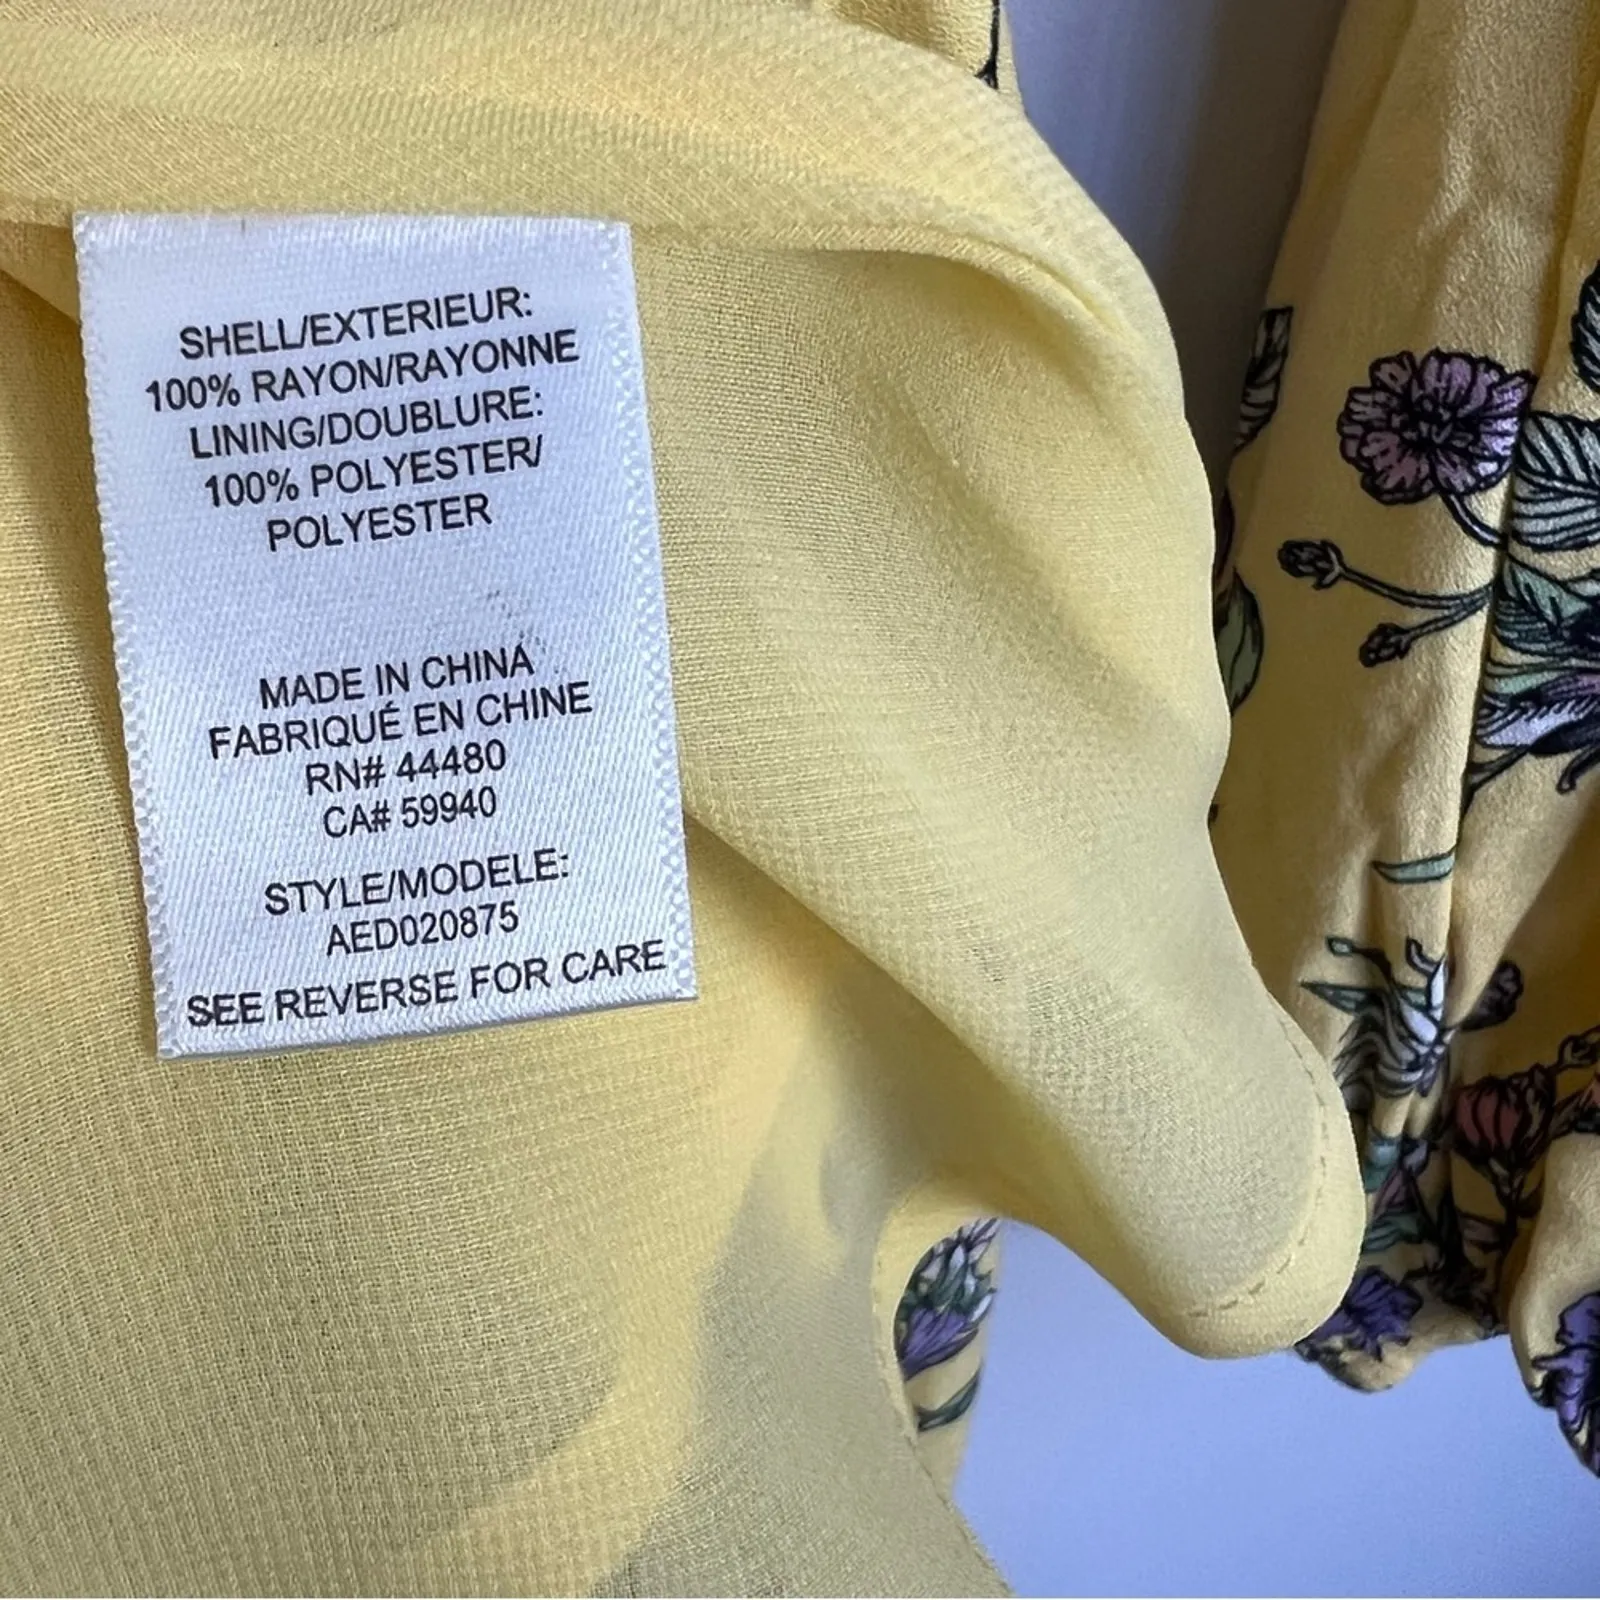 SHELL/EXTERIEUR:
100% RAYON/RAYONNE
LINING/DOUBLURE:
100% POLYESTER/
POLYESTER
MADE IN CHINA
FABRIQUÉ EN CHINE
RN# 44480
CA# 59940
STYLE/MODELE:
AED020875
SEE REVERSE FOR CARE